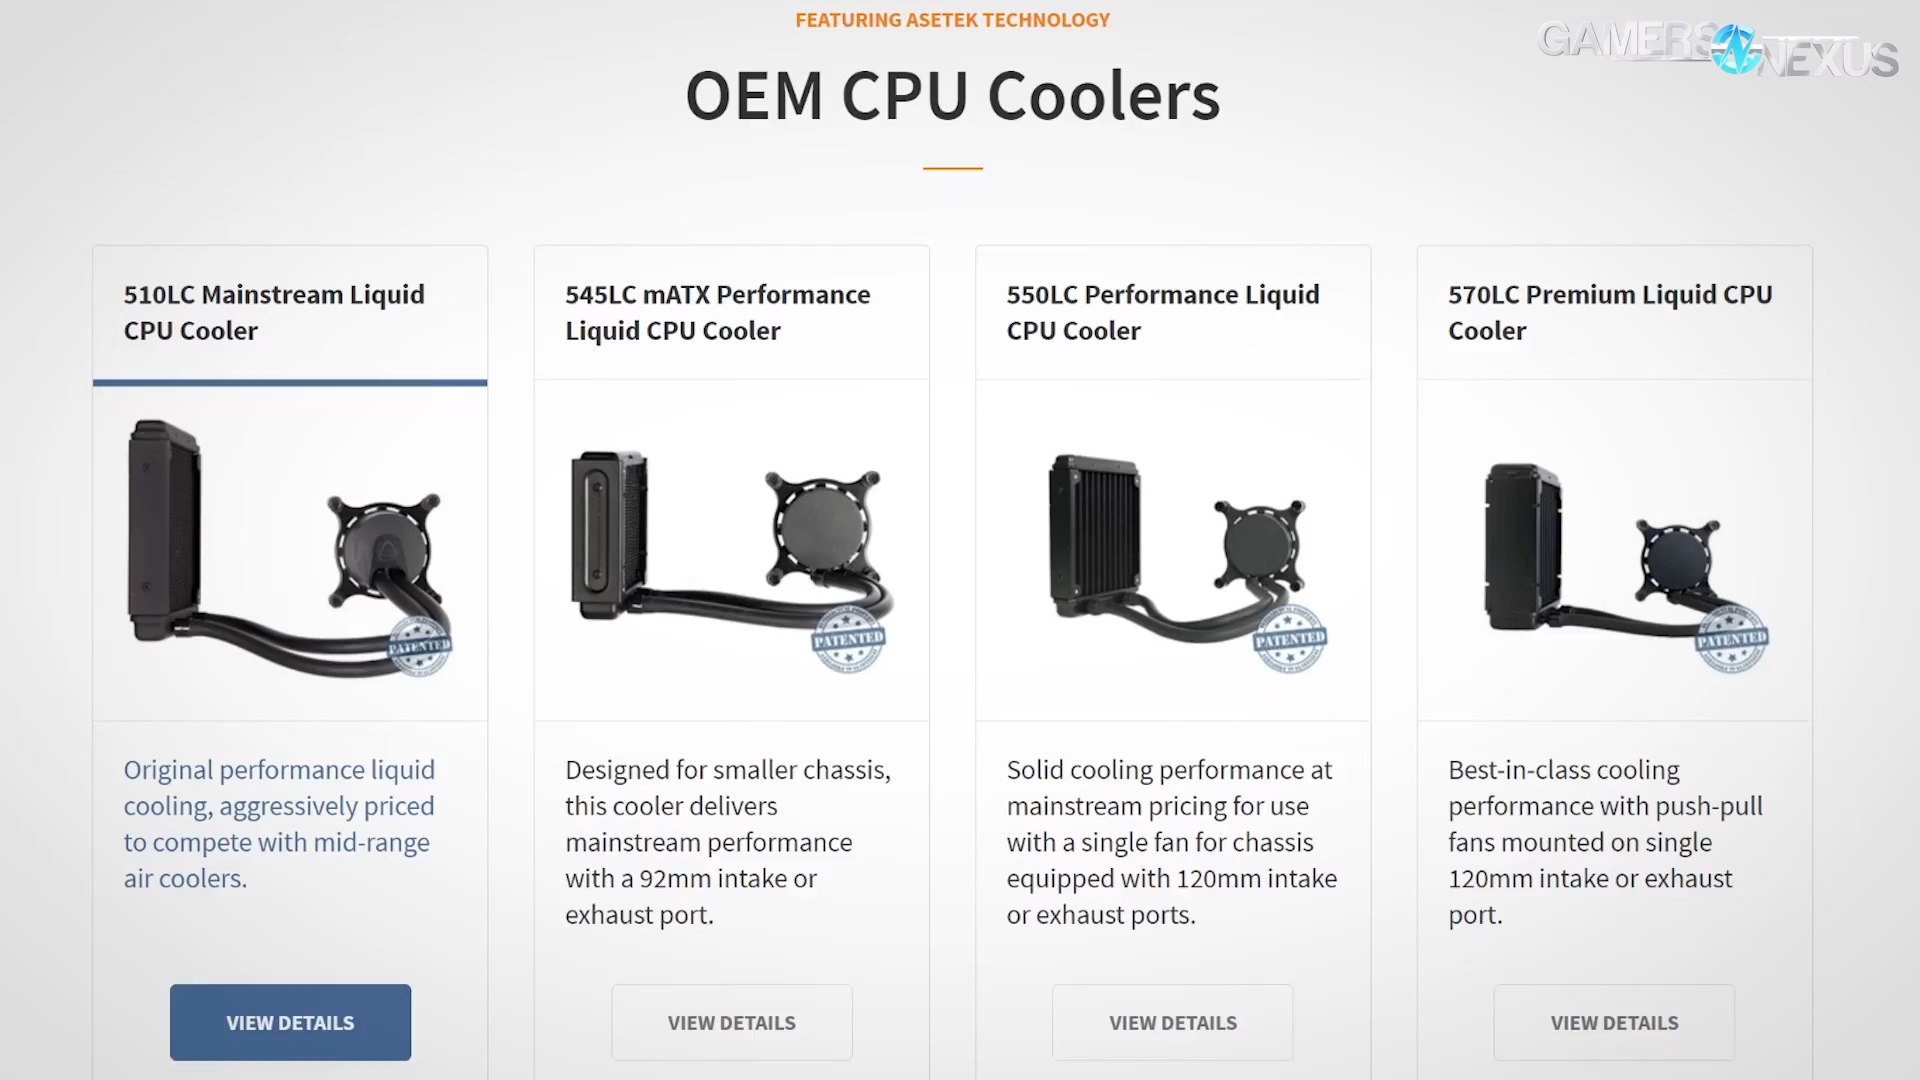 FEATURING ASETEK TECHNOLOGY
GAMERS NEXUS
OEM CPU Coolers
510LC Mainstream Liquid
CPU Cooler
PATENTED
Original performance liquid
cooling, aggressively priced
to compete with mid-range
air coolers.
VIEW DETAILS
545LC mATX Performance
Liquid CPU Cooler
PATENTED
Designed for smaller chassis,
this cooler delivers
mainstream performance
with a 92mm intake or
exhaust port.
VIEW DETAILS
550LC Performance Liquid
CPU Cooler
PATENTED
Solid cooling performance at
mainstream pricing for use
with a single fan for chassis
equipped with 120mm intake
or exhaust ports.
VIEW DETAILS
570LC Premium Liquid CPU
Cooler
PATENTED
Best-in-class cooling
performance with push-pull
fans mounted on single
120mm intake or exhaust
port.
VIEW DETAILS